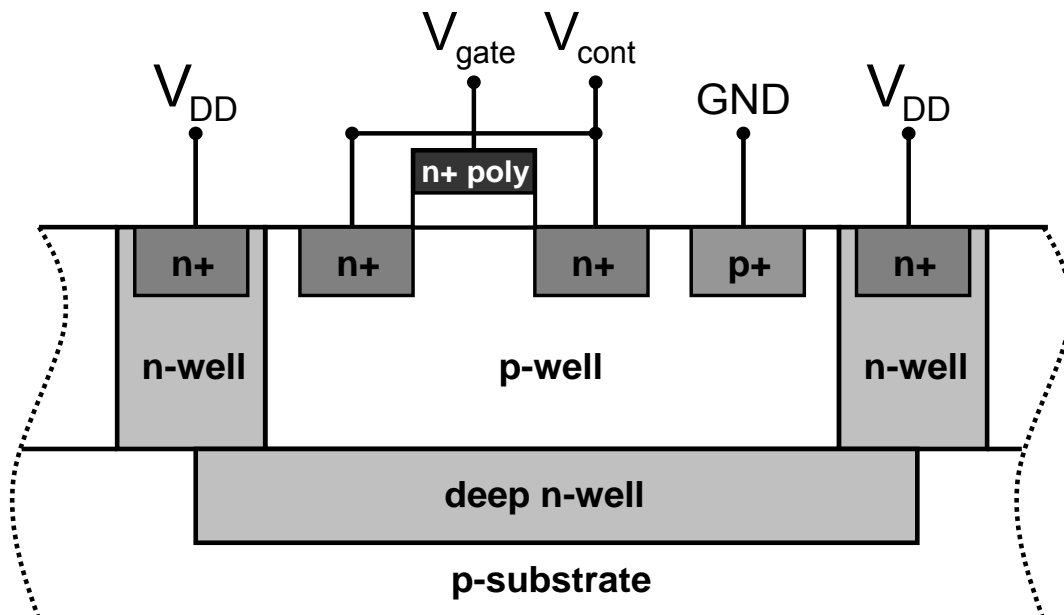 V_gate V_cont
V_DD GND V_DD
n+ poly
n+ n+ n+ p+ n+
n-well p-well n-well
deep n-well
p-substrate